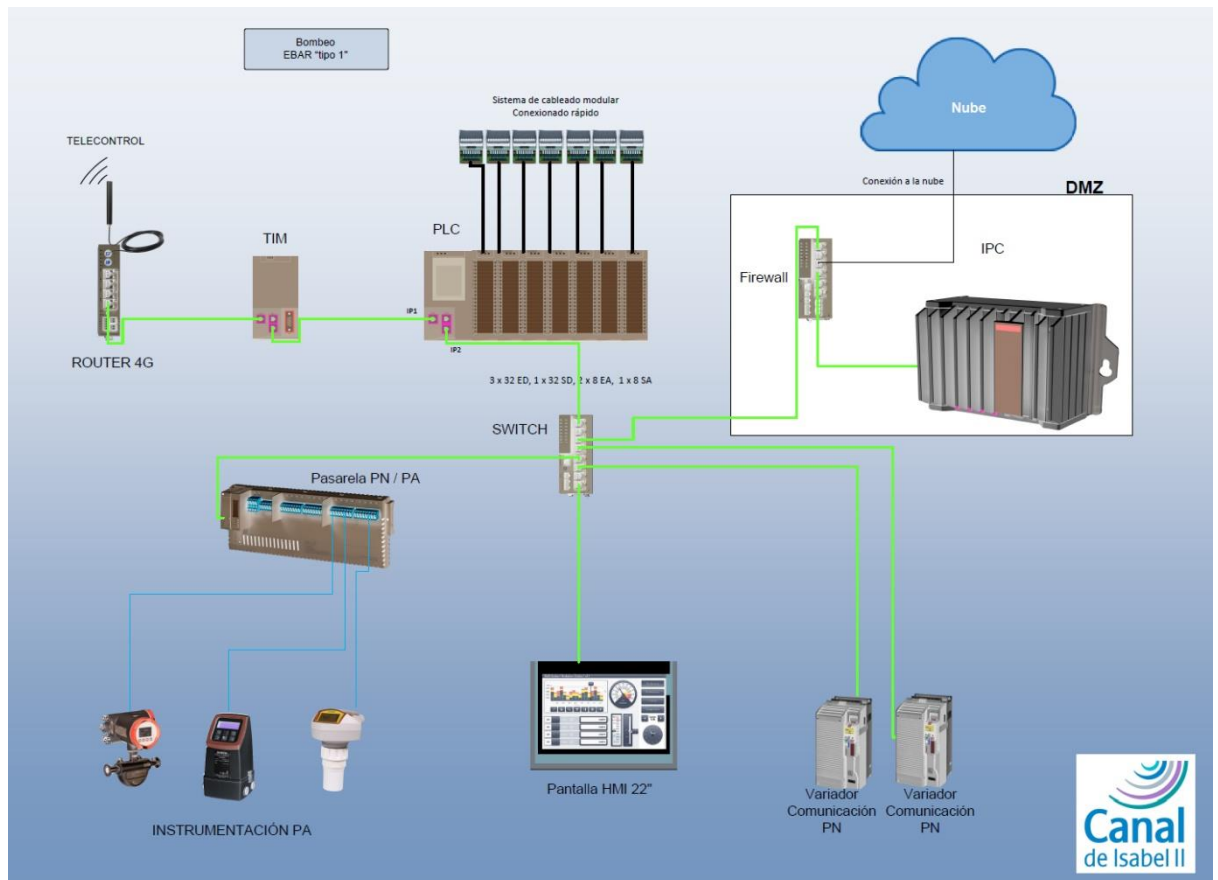 Bombeo
EBAR "tipo 1"
Sistema de cableado modular
Conexionado rápido
Nube
TELECONTROL
Conexión a la nube
DMZ
TIM
PLC
IPC
Firewall
IP1
IP2
ROUTER 4G
3 x 32 ED, 1 x 32 SD, 2 x 8 EA, 1 x 8 SA
SWITCH
Pasarela PN / PA
Pantalla HMI 22"
Variador
Comunicación
PN
Variador
Comunicación
PN
INSTRUMENTACIÓN PA
Canal
de Isabel II